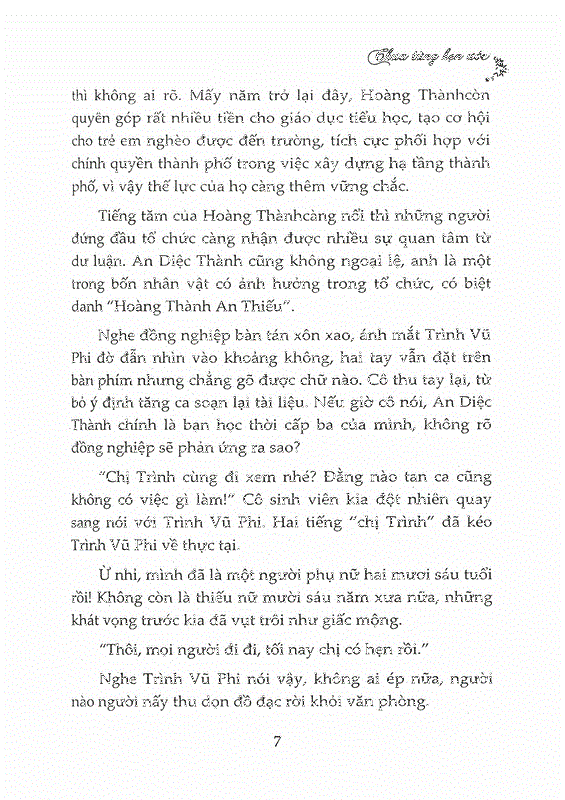 Chưa từng hẹn ước
thì không ai rõ. Mấy năm trở lại đây, Hoàng Thànhcòn
quyên góp rất nhiều tiền cho giáo dục tiểu học, tạo cơ hội
cho trẻ em nghèo được đến trường, tích cực phối hợp với
chính quyền thành phố trong việc xây dựng hạ tầng thành
phố, vì vậy thế lực của họ càng thêm vững chắc.
Tiếng tăm của Hoàng Thànhcàng nổi thì những người
đứng đầu tổ chức càng nhận được nhiều sự quan tâm từ
dư luận. An Diệc Thành cũng không ngoại lệ, anh là một
trong bốn nhân vật có ảnh hưởng trong tổ chức, có biệt
danh “Hoàng Thành An Thiếu”.
Nghe đồng nghiệp bàn tán xôn xao, ánh mắt Trình Vũ
Phi đờ đẫn nhìn vào khoảng không, hai tay vẫn đặt trên
bàn phím nhưng chẳng gõ được chữ nào. Cô thu tay lại, từ
bỏ ý định tăng ca soạn lại tài liệu. Nếu giờ cô nói, An Diệc
Thành chính là bạn học thời cấp ba của mình, không rõ
đồng nghiệp sẽ phản ứng ra sao?
“Chị Trình cùng đi xem nhé? Đằng nào tan ca cũng
không có việc gì làm!” Cô sinh viên kia đột nhiên quay
sang nói với Trình Vũ Phi. Hai tiếng “chị Trình” đã kéo
Trình Vũ Phi về thực tại.
Ừ nhỉ, mình đã là một người phụ nữ hai mươi sáu tuổi
rồi! Không còn là thiếu nữ mười sáu năm xưa nữa, những
khát vọng trước kia đã vụt trôi như giấc mộng.
“Thôi, mọi người đi đi, tối nay chị có hẹn rồi.”
Nghe Trình Vũ Phi nói vậy, không ai ép nữa, người
nào người nấy thu dọn đồ đạc rời khỏi văn phòng.
7